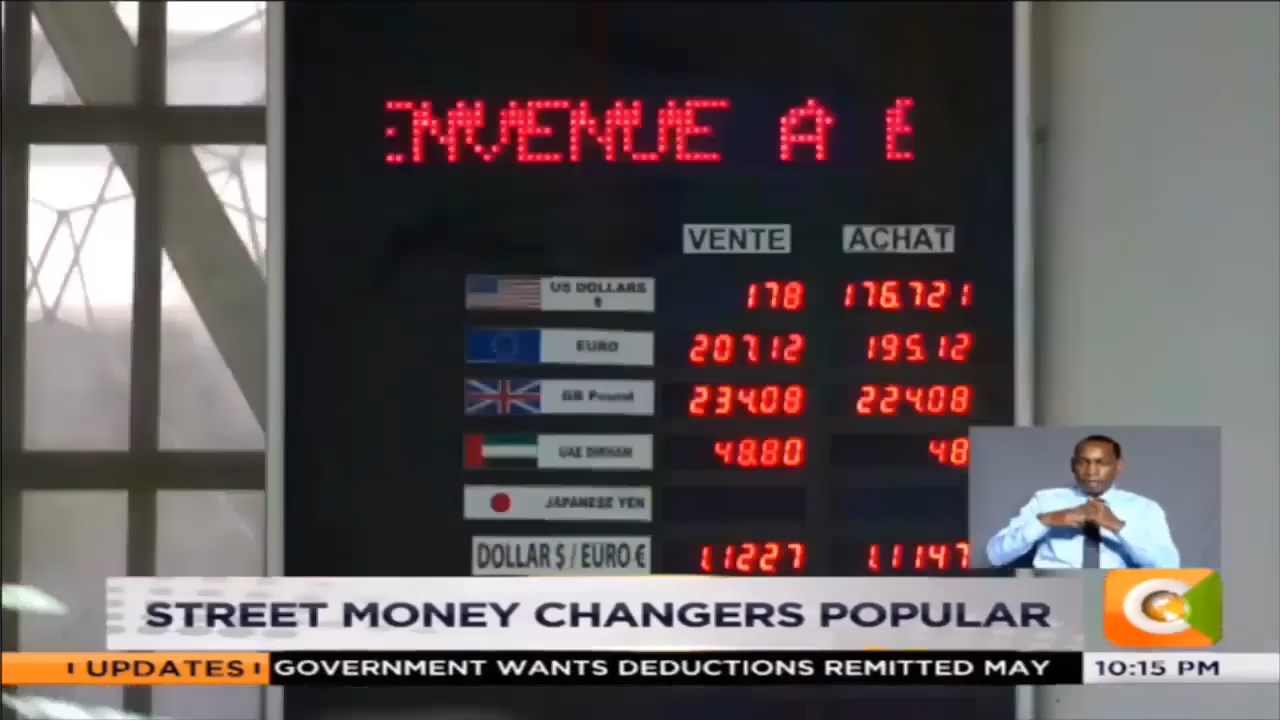 ENVENUE A E
VENTE ACHAT
US DOLLARS $ 178 176.721
EURO 207.12 195.12
GB Pound 234.08 224.08
UAE DIRHAM 48.80 48
JAPANESE YEN
DOLLAR $ / EURO € 1.1227 1.1147
STREET MONEY CHANGERS POPULAR
UPDATES GOVERNMENT WANTS DEDUCTIONS REMITTED MAY 10:15 PM